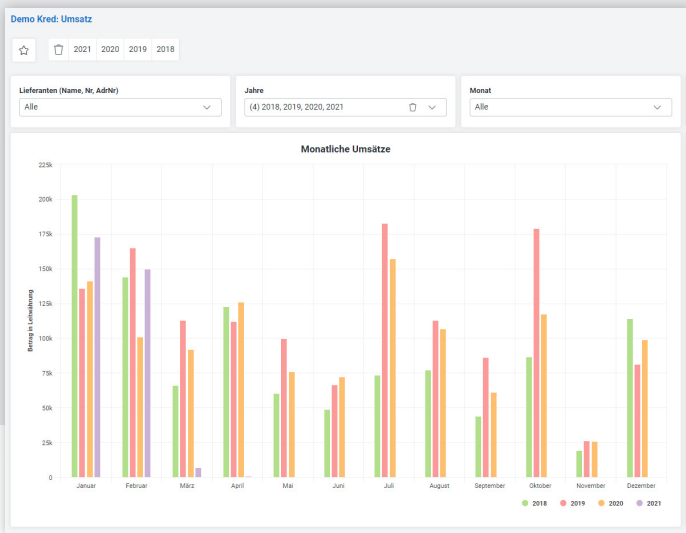 Demo Kred: Umsatz
2021 2020 2019 2018
Lieferanten (Name, Nr, AdrNr)
Alle
Jahre
(4) 2018, 2019, 2020, 2021
Monat
Alle
Monatliche Umsätze
Betrag in Leitwährung
225k
200k
175k
150k
125k
100k
75k
50k
25k
0
Januar Februar März April Mai Juni Juli August September Oktober November Dezember
2018 2019 2020 2021